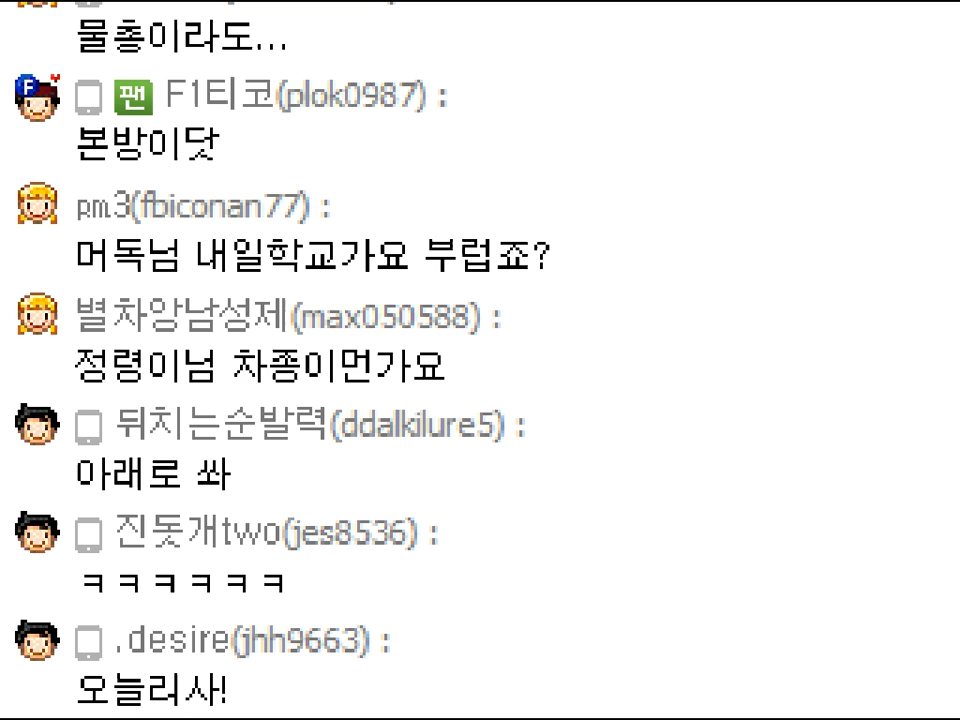 물총이라도...
팬 F1티코(plok0987) :
본방이닷
pm3(fbiconan77) :
머독님 내일학교가요 부럽죠?
별차앙남성제(max050588) :
정령이넘 차종이먼가요
뒤치는순발력(ddalkilure5) :
아래로 쏴
진돗개two(jes8536) :
ㅋㅋㅋㅋㅋㅋ
.desire(jhh9663) :
오늘리사!